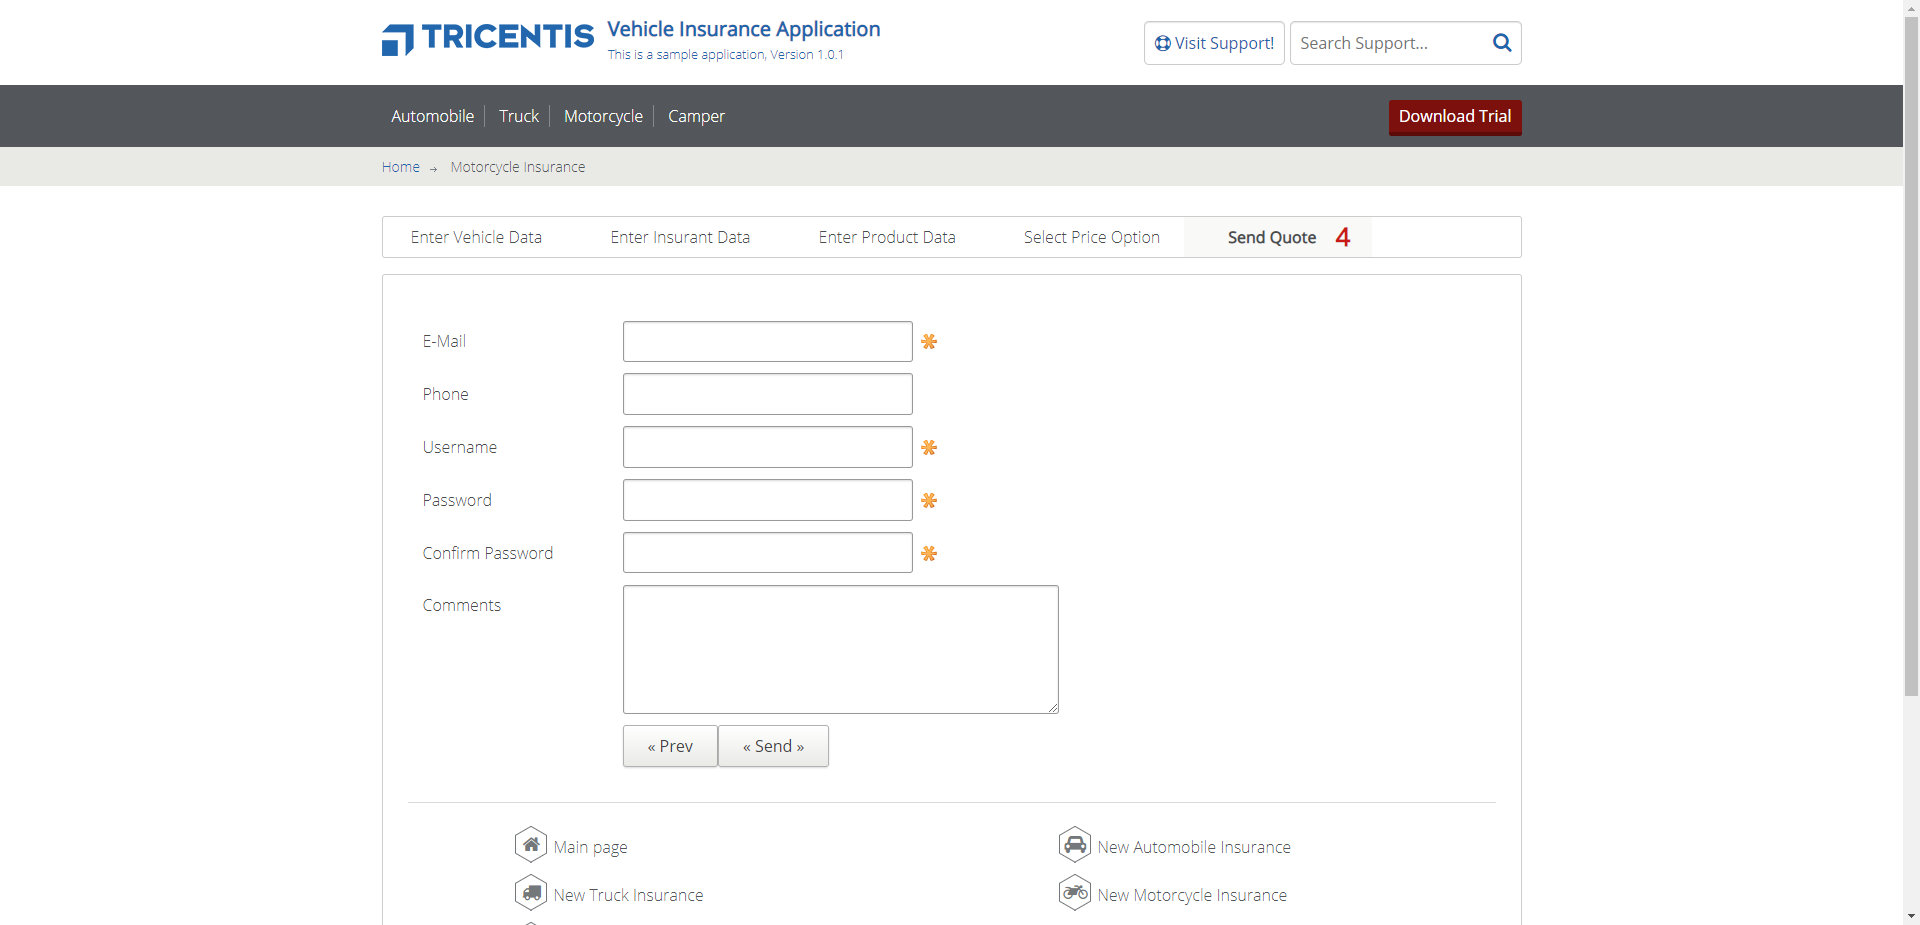 TRICENTIS
Vehicle Insurance Application
This is a sample application, Version 1.0.1
Visit Support!
Search Support...
Automobile
Truck
Motorcycle
Camper
Download Trial
Home → Motorcycle Insurance
Enter Vehicle Data
Enter Insurant Data
Enter Product Data
Select Price Option
Send Quote 4
E-Mail
Phone
Username
Password
Confirm Password
Comments
« Prev
« Send »
Main page
New Automobile Insurance
New Truck Insurance
New Motorcycle Insurance